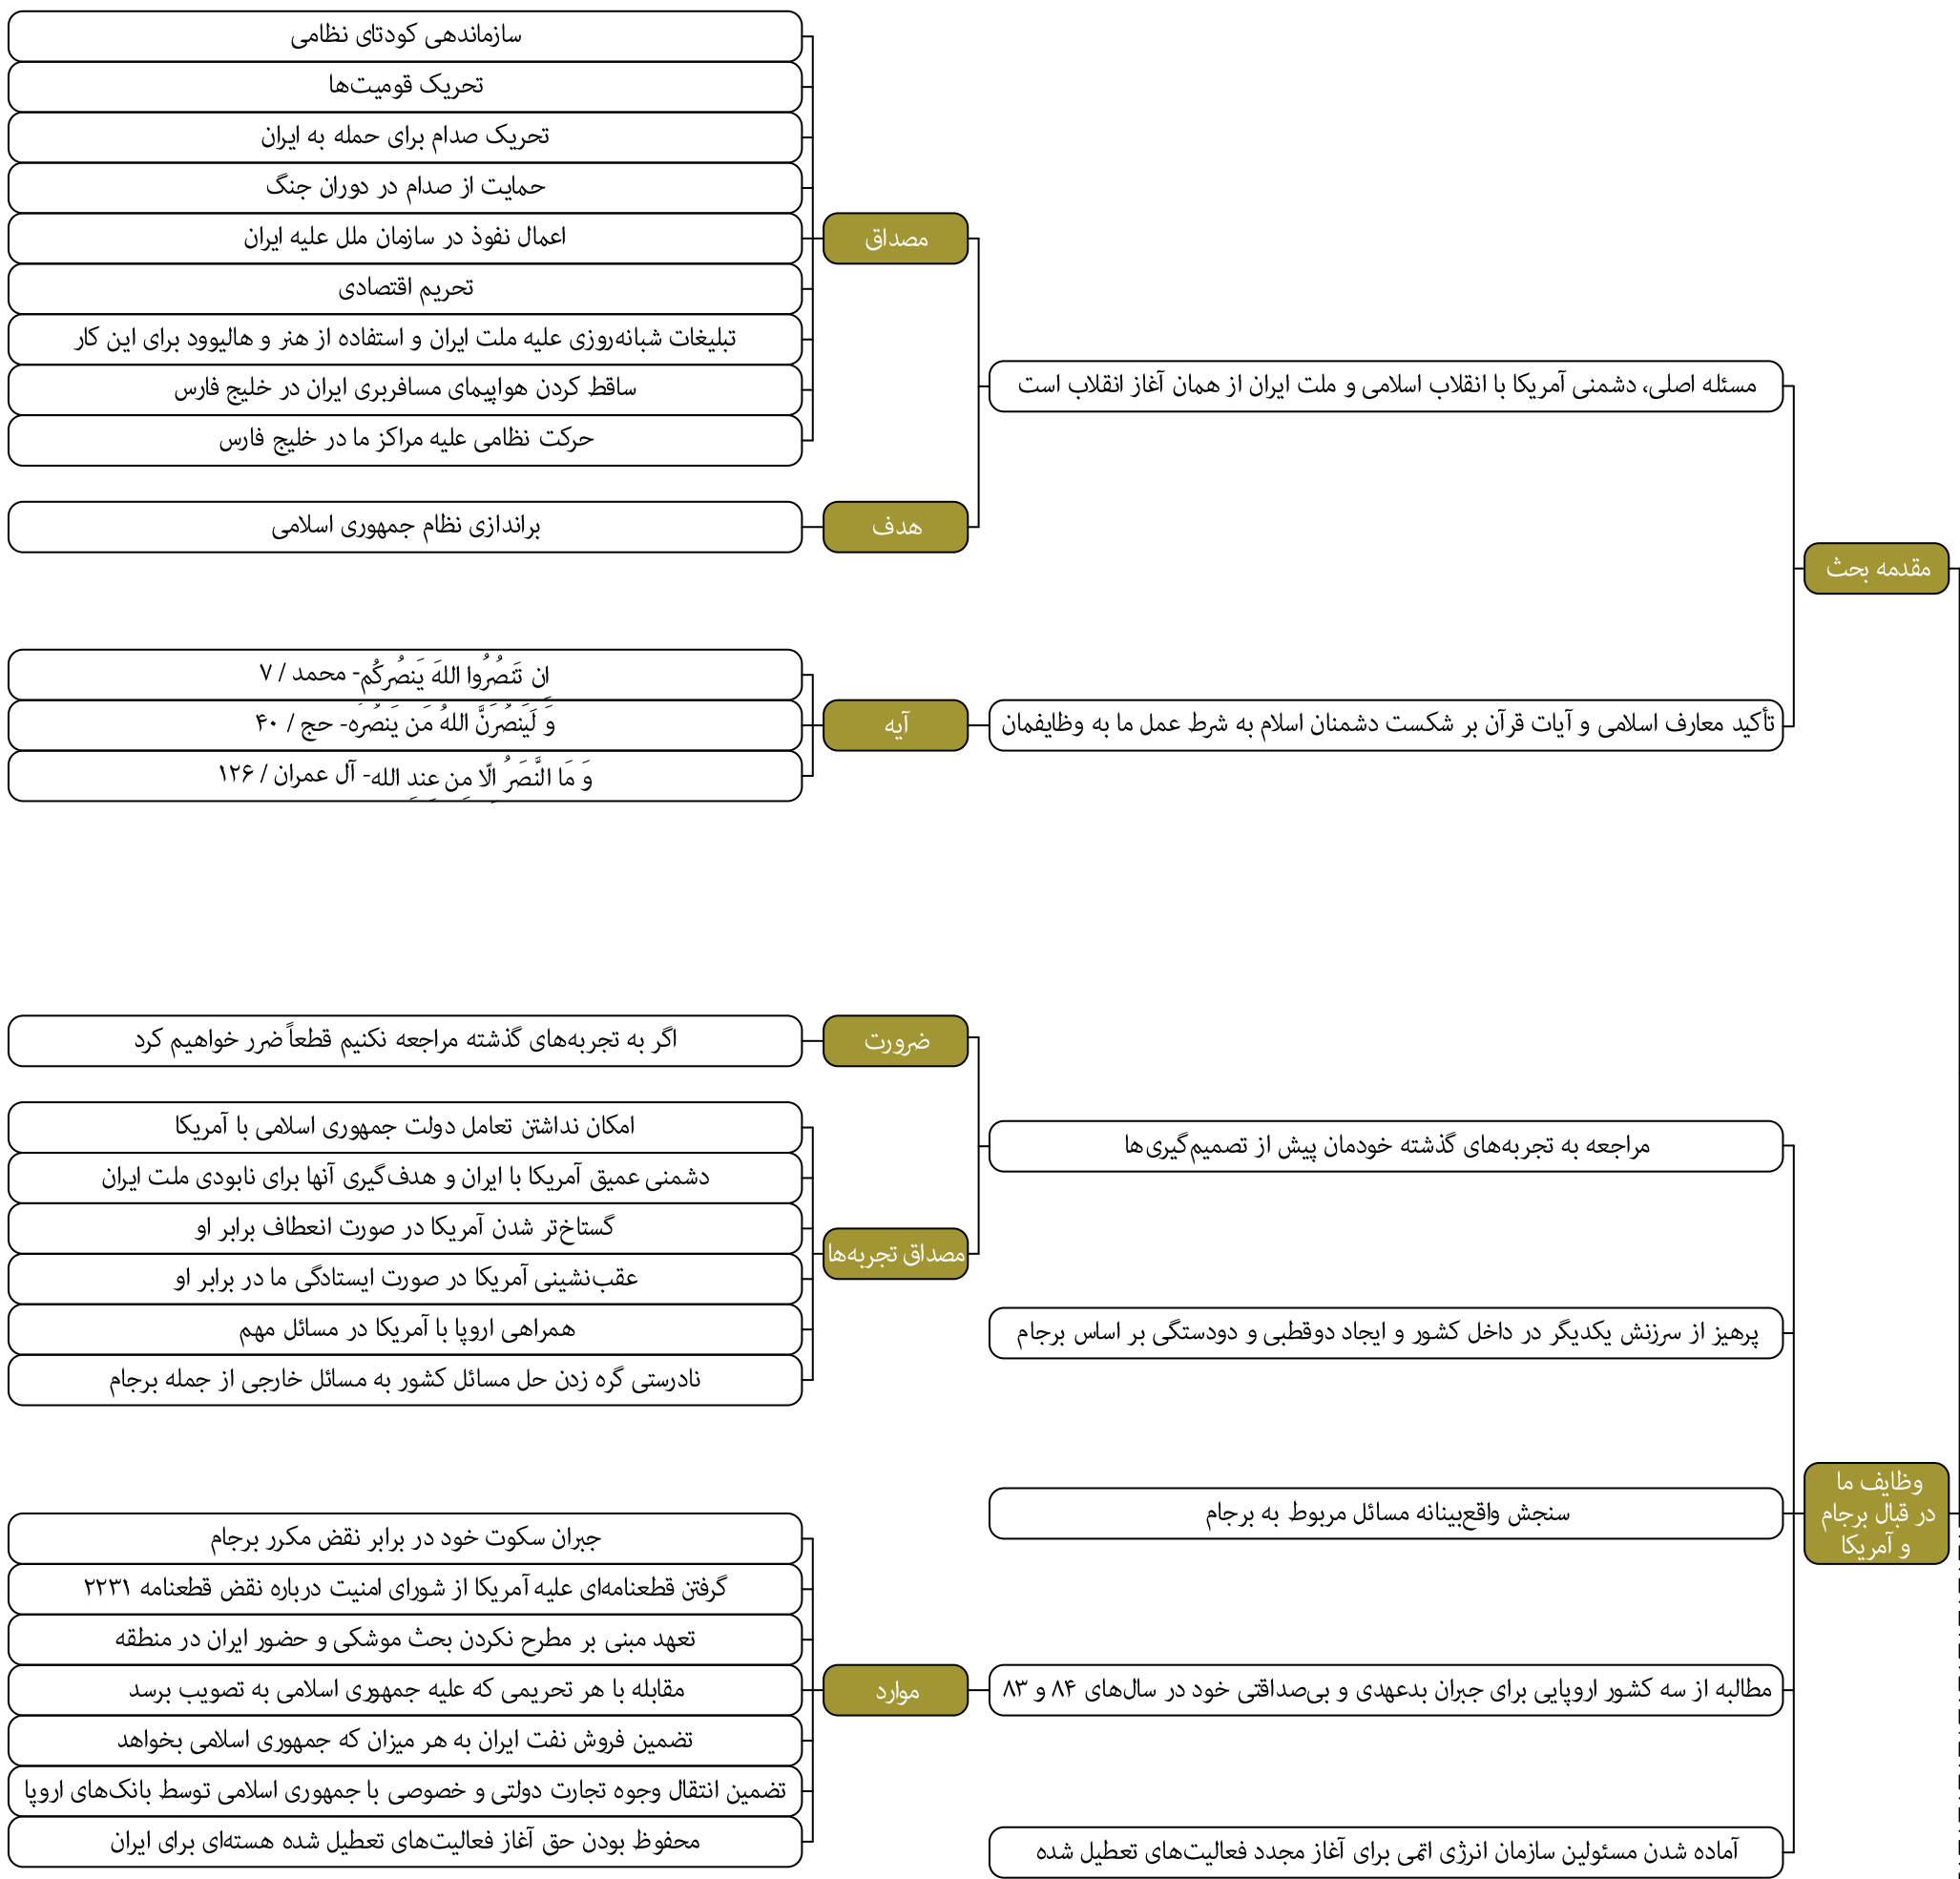 مقدمه بحث
مسئله اصلی، دشمنی آمریکا با انقلاب اسلامی و ملت ایران از همان آغاز انقلاب است
مصداق
سازماندهی کودتای نظامی
تحریک قومیت‌ها
تحریک صدام برای حمله به ایران
حمایت از صدام در دوران جنگ
اعمال نفوذ در سازمان ملل علیه ایران
تحریم اقتصادی
تبلیغات شبانه‌روزی علیه ملت ایران و استفاده از هنر و هالیوود برای این کار
ساقط کردن هواپیمای مسافربری ایران در خلیج فارس
حرکت نظامی علیه مراکز ما در خلیج فارس
هدف
براندازی نظام جمهوری اسلامی
تأکید معارف اسلامی و آیات قرآن بر شکست دشمنان اسلام به شرط عمل ما به وظایفمان
آیه
اِن تَنصُرُوا اللهَ یَنصُرکُم- محمد / ۷
وَ لَیَنصُرَنَّ اللهُ مَن یَنصُرُه- حج / ۴۰
وَ مَا النَّصرُ اِلّا مِن عِندِ الله- آل عمران / ۱۲۶
وظایف ما
در قبال برجام
و آمریکا
مراجعه به تجربه‌های گذشته خودمان پیش از تصمیم‌گیری‌ها
ضرورت
اگر به تجربه‌های گذشته مراجعه نکنیم قطعاً ضرر خواهیم کرد
مصداق تجربه‌ها
امکان نداشتن تعامل دولت جمهوری اسلامی با آمریکا
دشمنی عمیق آمریکا با ایران و هدف‌گیری آنها برای نابودی ملت ایران
گستاخ‌تر شدن آمریکا در صورت انعطاف برابر او
عقب‌نشینی آمریکا در صورت ایستادگی ما در برابر او
همراهی اروپا با آمریکا در مسائل مهم
نادرستی گره زدن حل مسائل کشور به مسائل خارجی از جمله برجام
پرهیز از سرزنش یکدیگر در داخل کشور و ایجاد دوقطبی و دودستگی بر اساس برجام
سنجش واقع‌بینانه مسائل مربوط به برجام
مطالبه از سه کشور اروپایی برای جبران بدعهدی و بی‌صداقتی خود در سال‌های ۸۴ و ۸۳
موارد
جبران سکوت خود در برابر نقض مکرر برجام
گرفتن قطعنامه‌ای علیه آمریکا از شورای امنیت درباره نقض قطعنامه ۲۲۳۱
تعهد مبنی بر مطرح نکردن بحث موشکی و حضور ایران در منطقه
مقابله با هر تحریمی که علیه جمهوری اسلامی به تصویب برسد
تضمین فروش نفت ایران به هر میزان که جمهوری اسلامی بخواهد
تضمین انتقال وجوه تجارت دولتی و خصوصی با جمهوری اسلامی توسط بانک‌های اروپا
محفوظ بودن حق آغاز فعالیت‌های تعطیل شده هسته‌ای برای ایران
آماده شدن مسئولین سازمان انرژی اتمی برای آغاز مجدد فعالیت‌های تعطیل شده